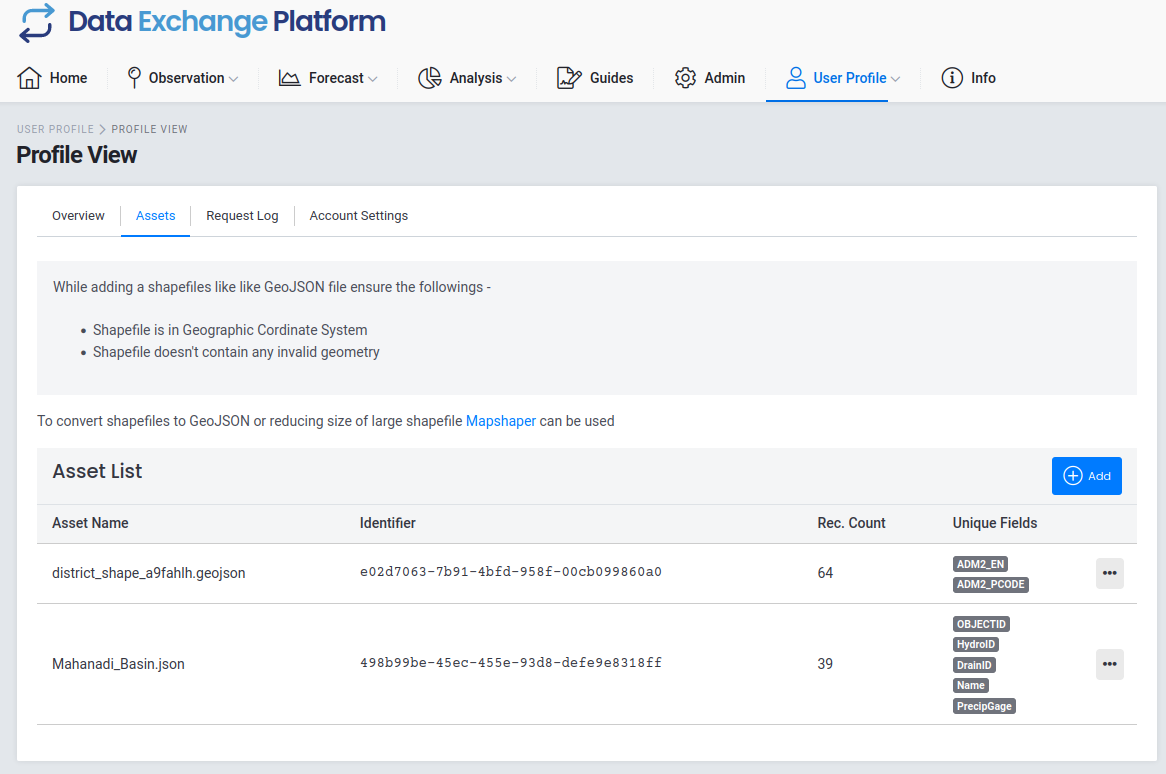 Data Exchange Platform
Home Observation Forecast Analysis Guides Admin User Profile Info
USER PROFILE > PROFILE VIEW
Profile View
Overview Assets Request Log Account Settings
While adding a shapefiles like like GeoJSON file ensure the followings -
• Shapefile is in Geographic Cordinate System
• Shapefile doesn't contain any invalid geometry
To convert shapefiles to GeoJSON or reducing size of large shapefile Mapshaper can be used
Asset List
Add
Asset Name Identifier Rec. Count Unique Fields
district_shape_a9fahlh.geojson e02d7063-7b91-4bfd-958f-00cb099860a0 64 ADM2_EN
ADM2_PCODE
Mahanadi_Basin.json 498b99be-45ec-455e-93d8-defe9e8318ff 39 OBJECTID
HydroID
DrainID
Name
PrecipGage